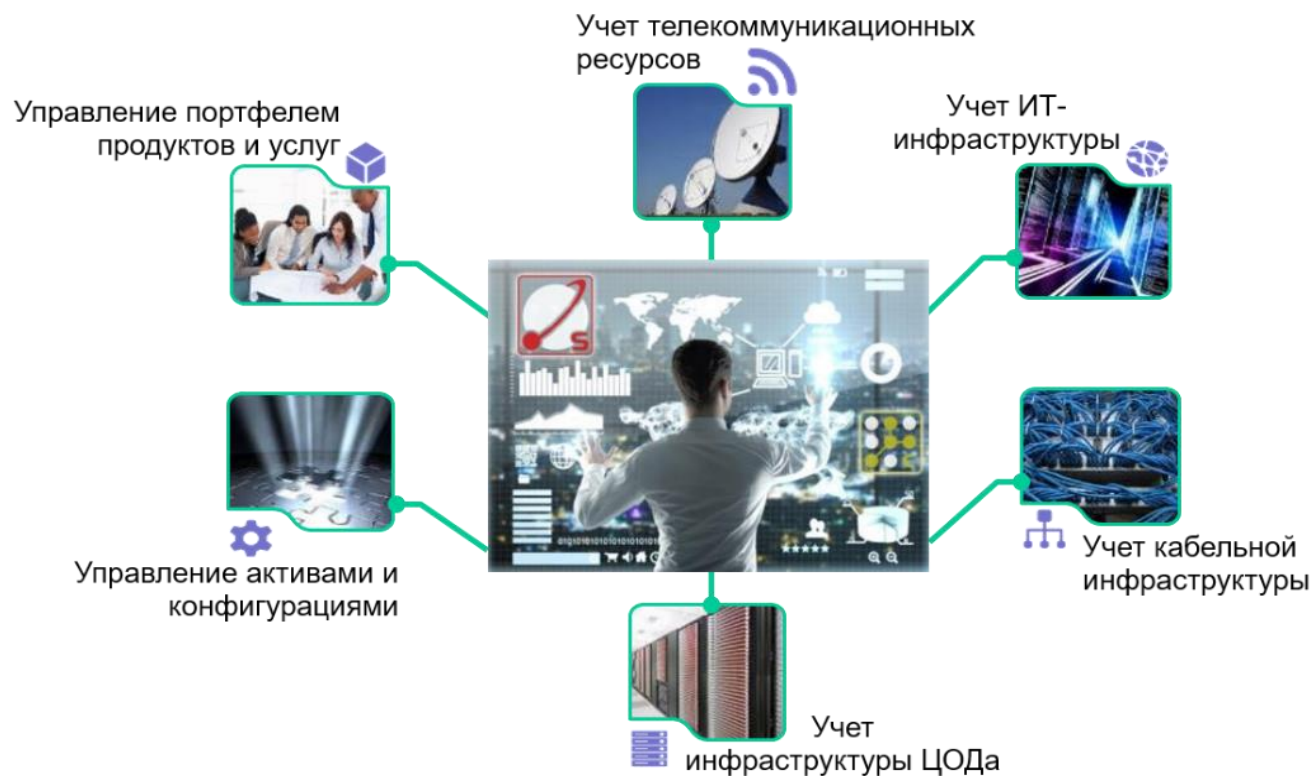 Учет телекоммуникационных
ресурсов
Управление портфелем
продуктов и услуг
Учет ИТ-
инфраструктуры
S
0101010101010101010101
Управление активами и
конфигурациями
Учет кабельной
инфраструктуры
Учет
инфраструктуры ЦОДа